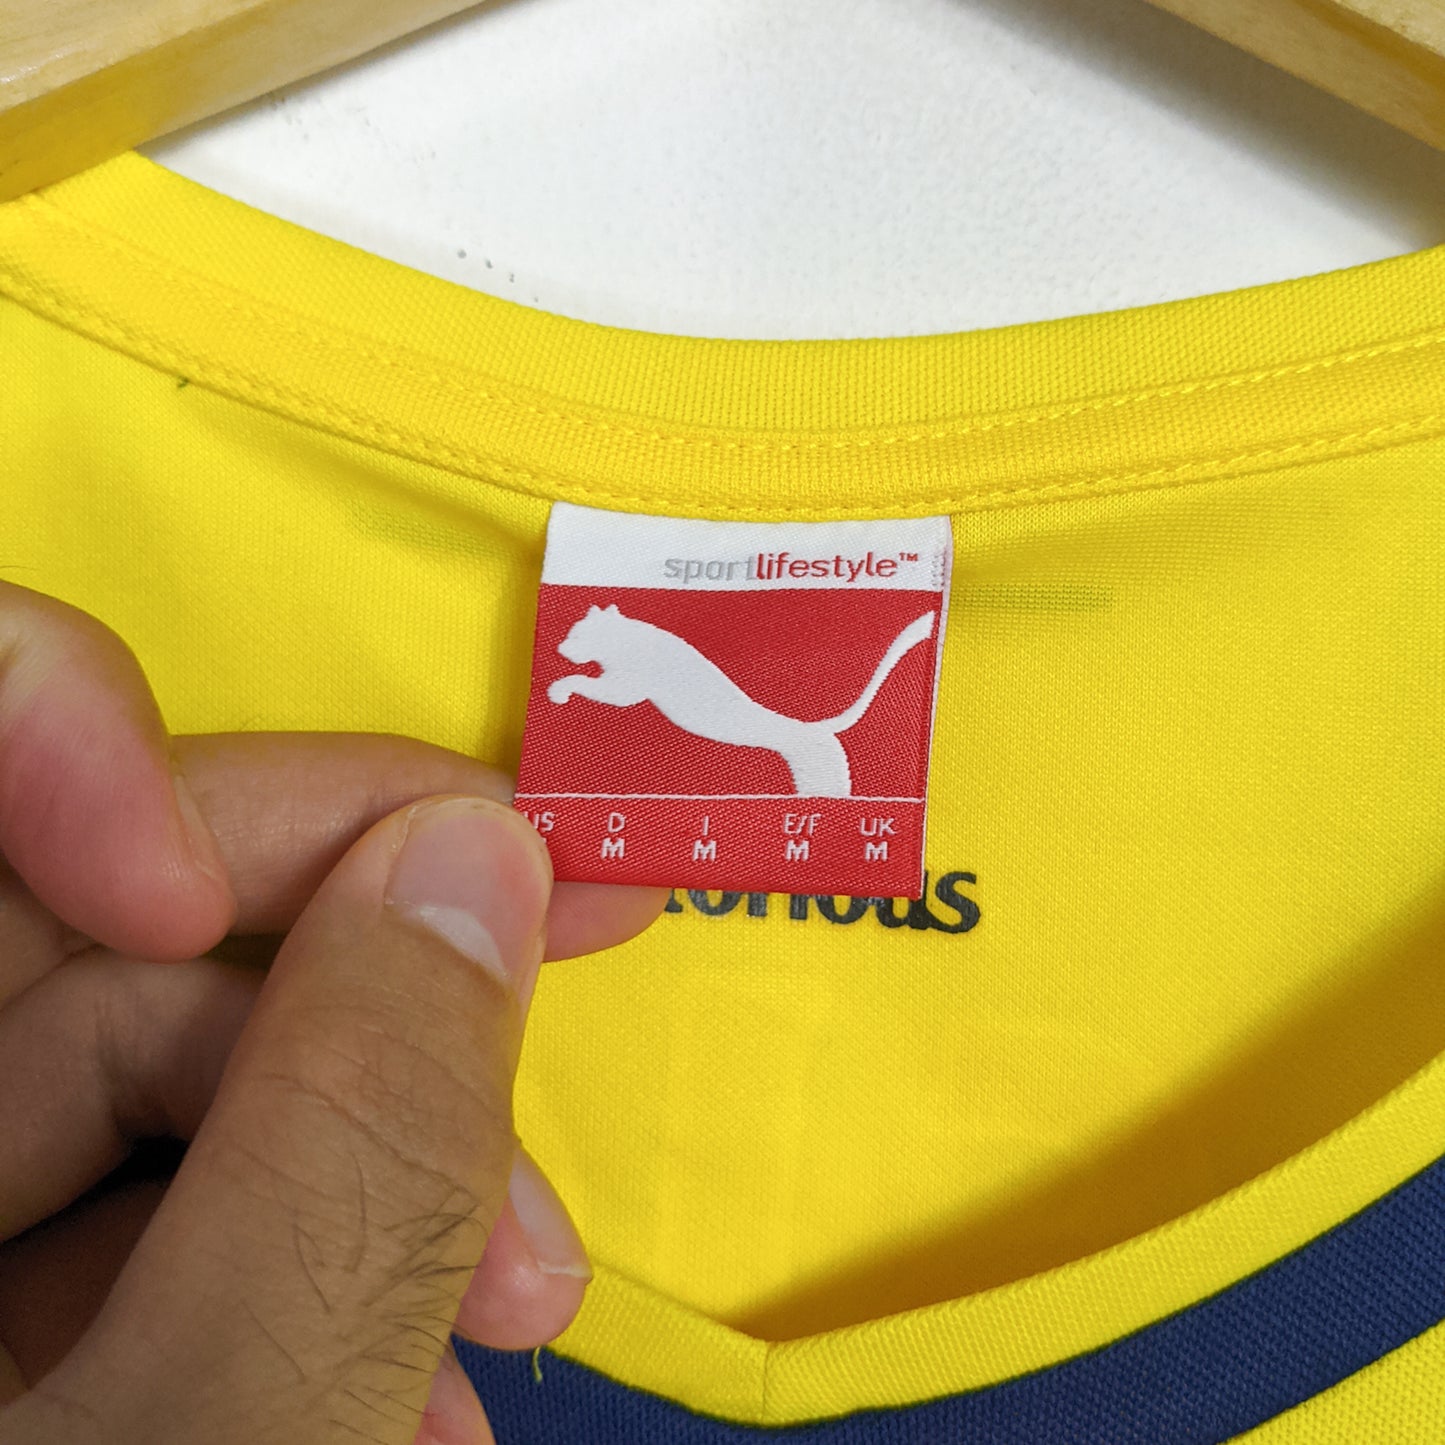 sportlifestyle™
US D I E/F UK
M M M M